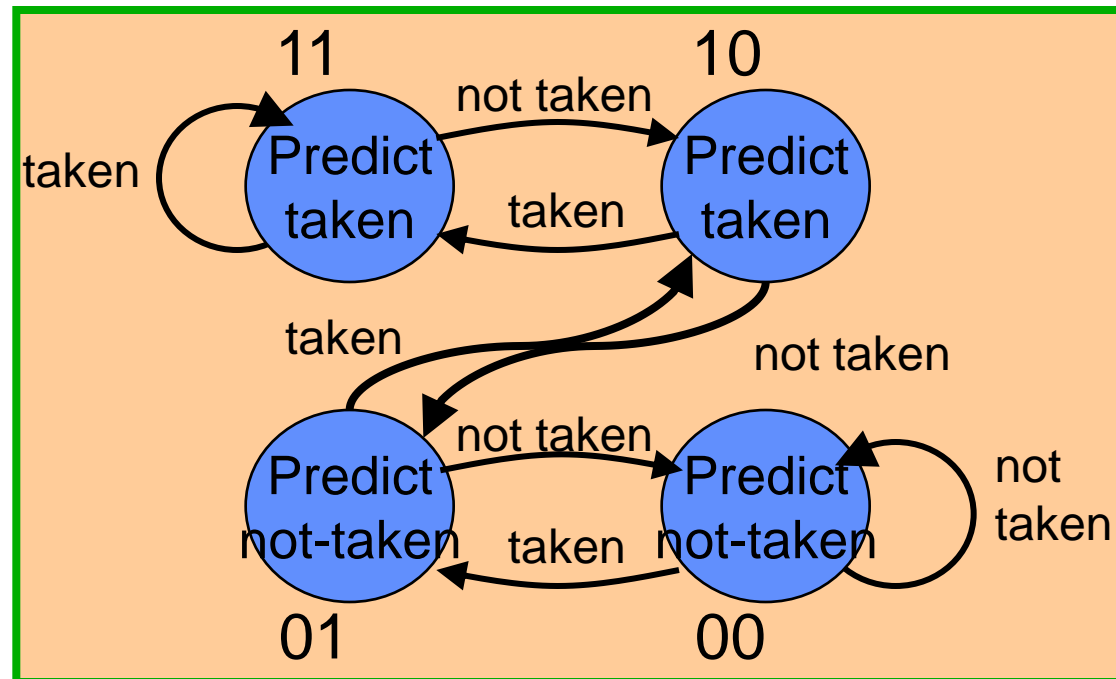 11
10
not taken
taken
Predict
taken
Predict
taken
taken
taken
not taken
not taken
Predict
not-taken
Predict
not-taken
not
taken
taken
01
00